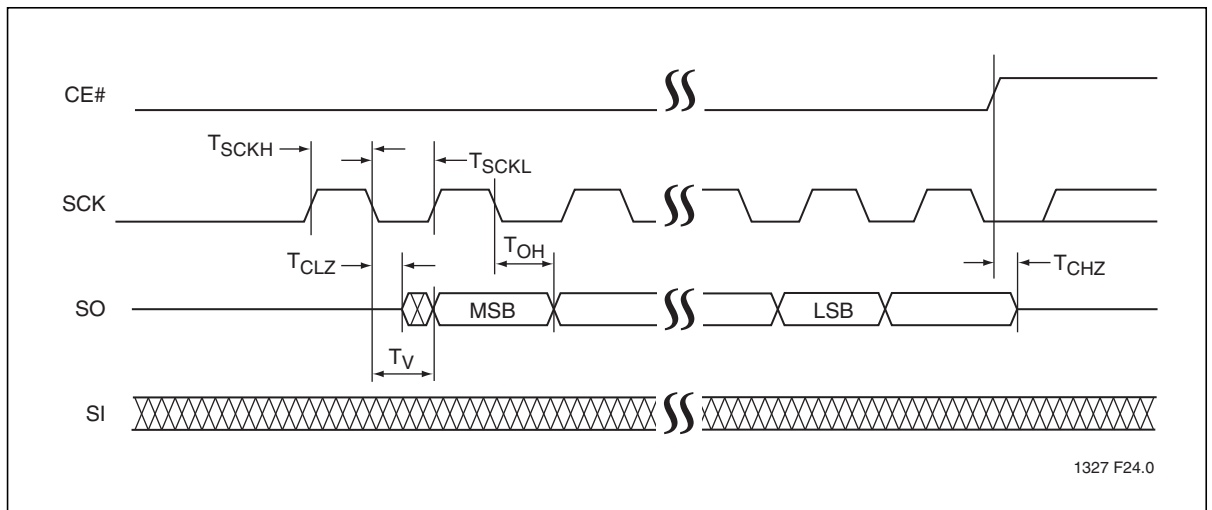 CE#
TSCKH
TSCKL
SCK
TOH
TCLZ
TCHZ
SO
MSB
LSB
TV
SI
1327 F24.0